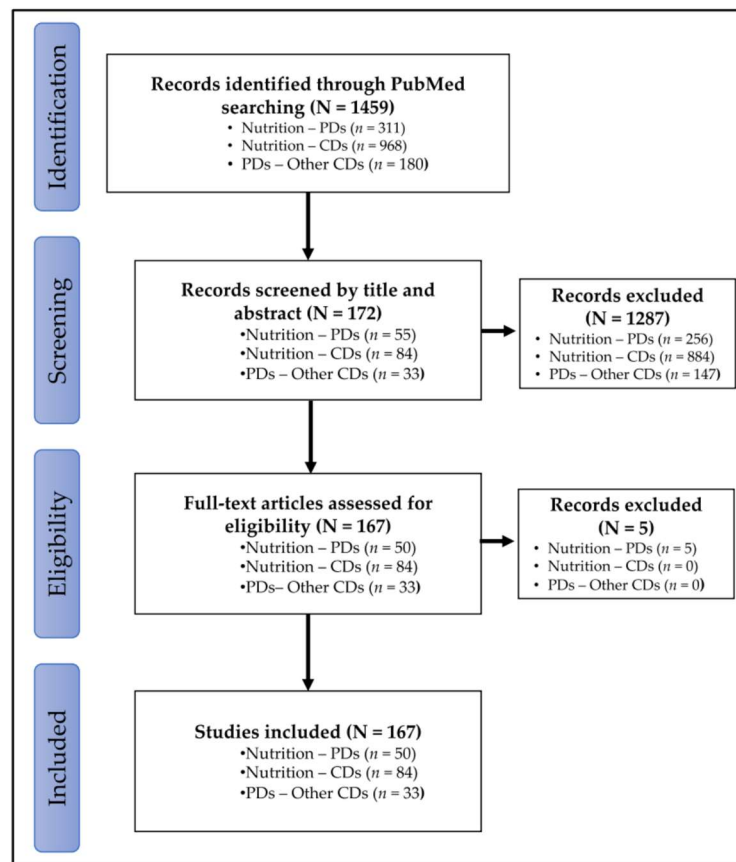 Identification
Records identified through PubMed
searching (N = 1459)
• Nutrition – PDs (n = 311)
• Nutrition – CDs (n = 968)
• PDs – Other CDs (n = 180)
Screening
Records screened by title and
abstract (N = 172)
•Nutrition – PDs (n = 55)
•Nutrition – CDs (n = 84)
•PDs – Other CDs (n = 33)
Records excluded
(N = 1287)
• Nutrition – PDs (n = 256)
• Nutrition – CDs (n = 884)
• PDs – Other CDs (n = 147)
Eligibility
Full-text articles assessed for
eligibility (N = 167)
•Nutrition – PDs (n = 50)
•Nutrition – CDs (n = 84)
•PDs– Other CDs (n = 33)
Records excluded
(N = 5)
• Nutrition – PDs (n = 5)
• Nutrition – CDs (n = 0)
• PDs – Other CDs (n = 0)
Included
Studies included (N = 167)
•Nutrition – PDs (n = 50)
•Nutrition – CDs (n = 84)
•PDs – Other CDs (n = 33)